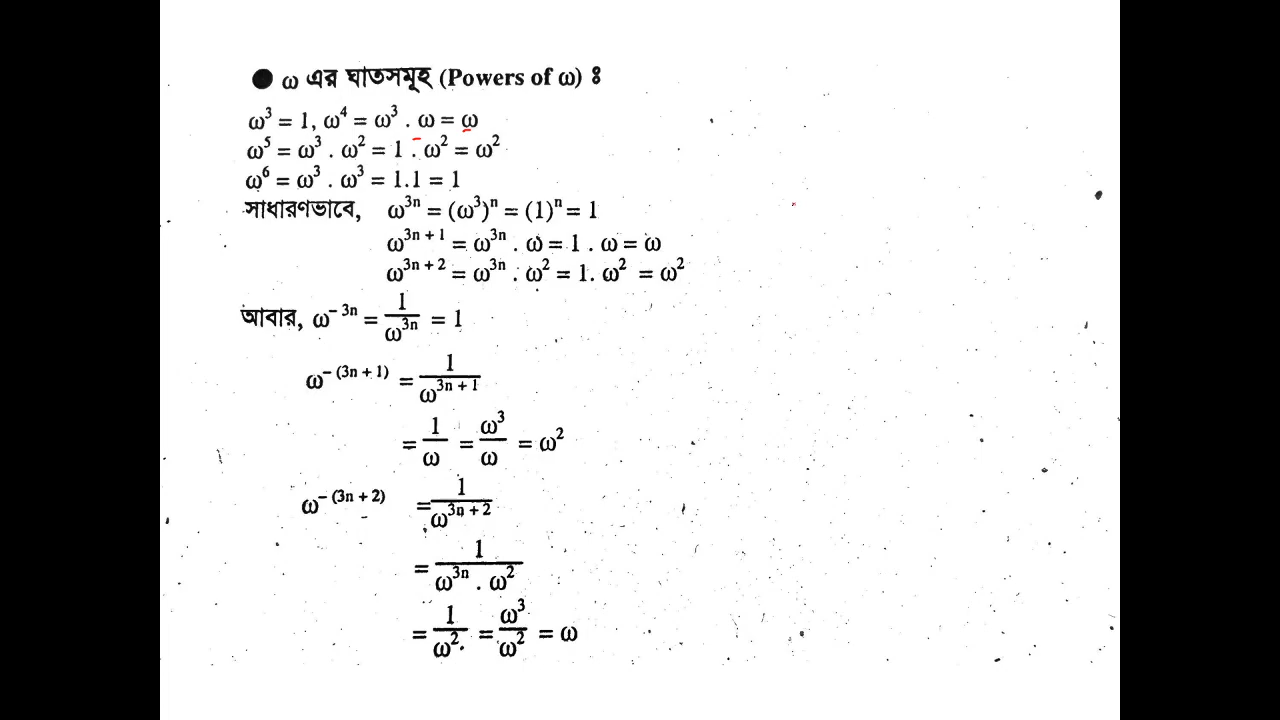 ● ω এর ঘাতসমূহ (Powers of ω) ঃ
ω³ = 1, ω⁴ = ω³ . ω = ω
ω⁵ = ω³ . ω² = 1 . ω² = ω²
ω⁶ = ω³ . ω³ = 1.1 = 1
সাধারণভাবে, ω³ⁿ = (ω³)ⁿ = (1)ⁿ = 1
ω³ⁿ ⁺ ¹ = ω³ⁿ . ω = 1 . ω = ω
ω³ⁿ ⁺ ² = ω³ⁿ . ω² = 1. ω² = ω²
আবার, ω⁻ ³ⁿ = 1/ω³ⁿ = 1
ω⁻ ⁽³ⁿ ⁺ ¹⁾ = 1/ω³ⁿ ⁺ ¹
= 1/ω = ω³/ω = ω²
ω⁻ ⁽³ⁿ ⁺ ²⁾ = 1/ω³ⁿ ⁺ ²
= 1/(ω³ⁿ . ω²)
= 1/ω² = ω³/ω² = ω